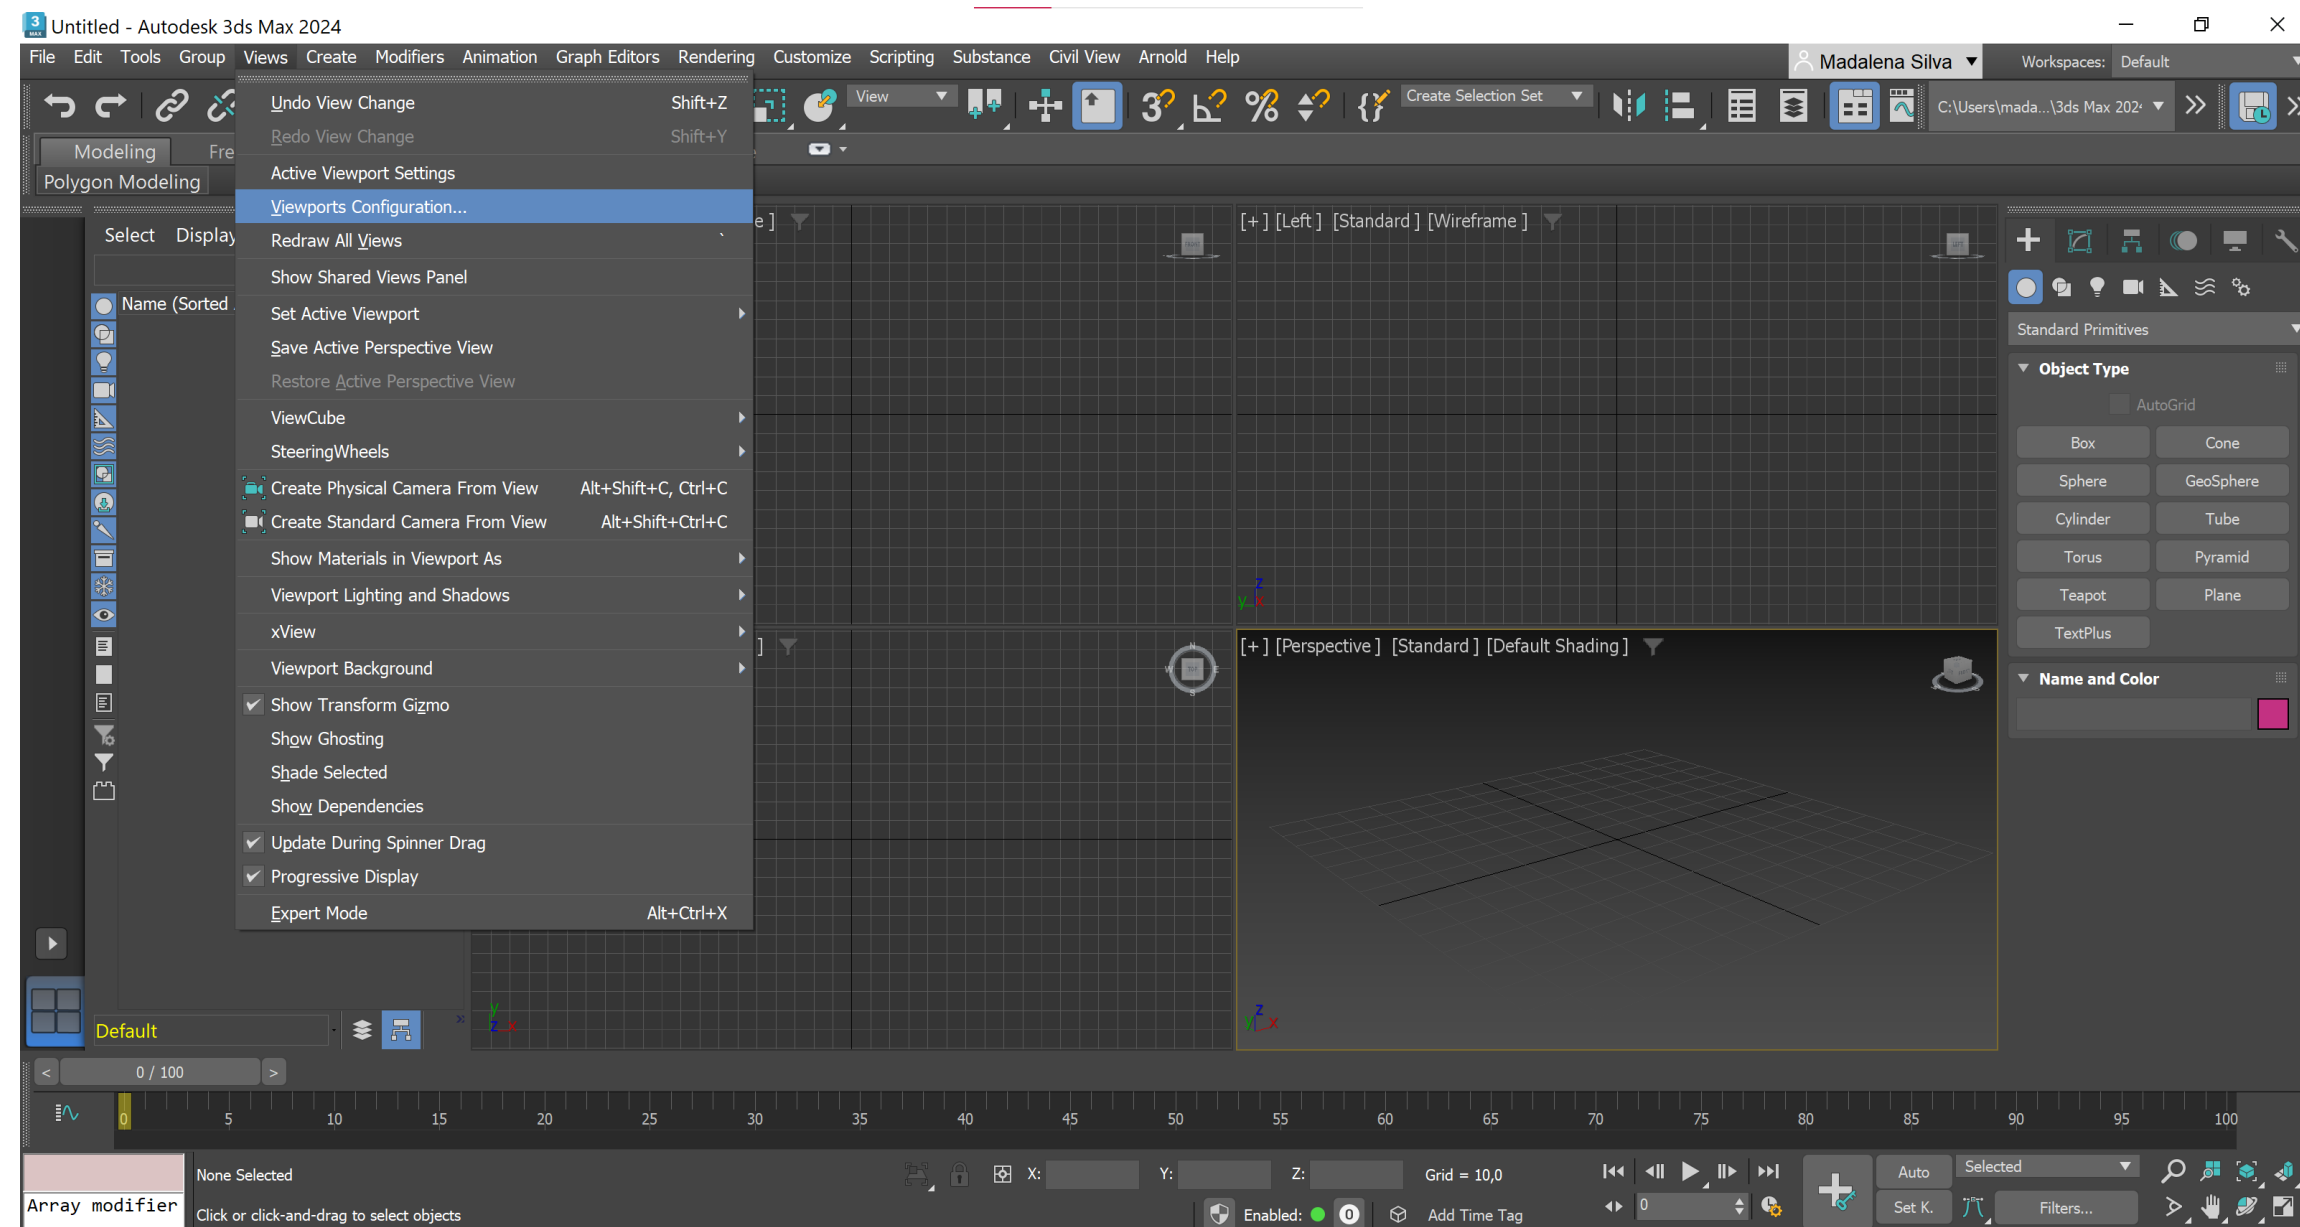 Untitled - Autodesk 3ds Max 2024
File Edit Tools Group Views Create Modifiers Animation Graph Editors Rendering Customize Scripting Substance Civil View Arnold Help
Madalena Silva
Workspaces: Default
View
Create Selection Set
C:\Users\mada...\3ds Max 202
Modeling Fre
Polygon Modeling
Select Display
Name (Sorted
Undo View Change Shift+Z
Redo View Change Shift+Y
Active Viewport Settings
Viewports Configuration...
Redraw All Views `
Show Shared Views Panel
Set Active Viewport
Save Active Perspective View
Restore Active Perspective View
ViewCube
SteeringWheels
Create Physical Camera From View Alt+Shift+C, Ctrl+C
Create Standard Camera From View Alt+Shift+Ctrl+C
Show Materials in Viewport As
Viewport Lighting and Shadows
xView
Viewport Background
Show Transform Gizmo
Show Ghosting
Shade Selected
Show Dependencies
Update During Spinner Drag
Progressive Display
Expert Mode Alt+Ctrl+X
e ]
[+] [Left] [Standard] [Wireframe]
z
y x
]
N
W E
S
[+] [Perspective] [Standard] [Default Shading]
y
z x
z
y x
Standard Primitives
Object Type
AutoGrid
Box Cone
Sphere GeoSphere
Cylinder Tube
Torus Pyramid
Teapot Plane
TextPlus
Name and Color
Default
< 0 / 100 >
0 5 10 15 20 25 30 35 40 45 50 55 60 65 70 75 80 85 90 95 100
None Selected
X: Y: Z: Grid = 10,0
Auto Selected
Array modifier
Click or click-and-drag to select objects
Enabled: 0 Add Time Tag
0
Set K. Filters...